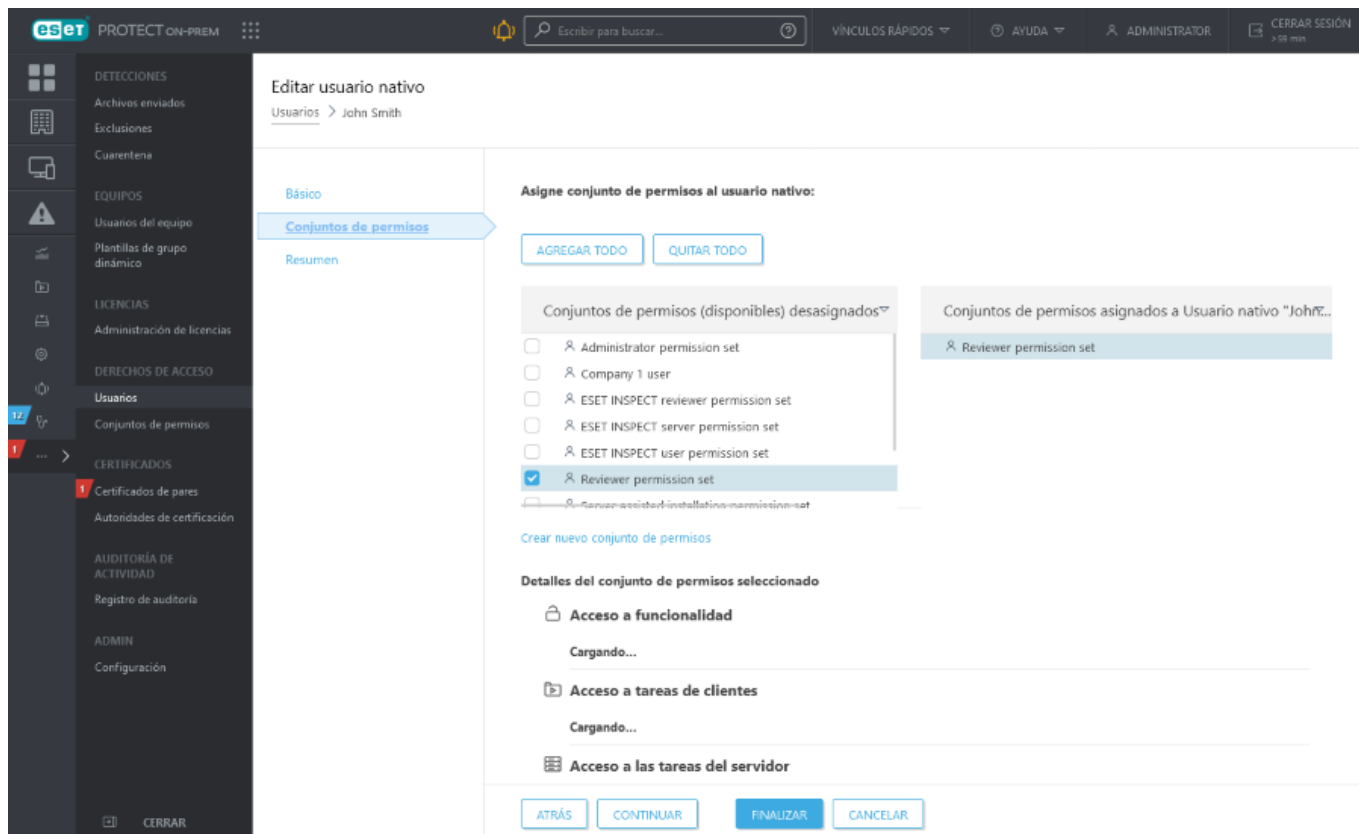 eset PROTECT ON-PREM
Escribir para buscar...
VÍNCULOS RÁPIDOS
AYUDA
ADMINISTRATOR
CERRAR SESIÓN
> 59 min
DETECCIONES
Archivos enviados
Exclusiones
Cuarentena
EQUIPOS
Usuarios del equipo
Plantillas de grupo
dinámico
LICENCIAS
Administración de licencias
DERECHOS DE ACCESO
Usuarios
12
Conjuntos de permisos
1
...
CERTIFICADOS
1
Certificados de pares
Autoridades de certificación
AUDITORÍA DE
ACTIVIDAD
Registro de auditoría
ADMIN
Configuración
CERRAR
Editar usuario nativo
Usuarios > John Smith
Básico
Conjuntos de permisos
Resumen
Asigne conjunto de permisos al usuario nativo:
AGREGAR TODO
QUITAR TODO
Conjuntos de permisos (disponibles) desasignados
Administrator permission set
Company 1 user
ESET INSPECT reviewer permission set
ESET INSPECT server permission set
ESET INSPECT user permission set
Reviewer permission set
Server assisted installation permission set
Conjuntos de permisos asignados a Usuario nativo "John...
Reviewer permission set
Crear nuevo conjunto de permisos
Detalles del conjunto de permisos seleccionado
Acceso a funcionalidad
Cargando...
Acceso a tareas de clientes
Cargando...
Acceso a las tareas del servidor
ATRÁS
CONTINUAR
FINALIZAR
CANCELAR